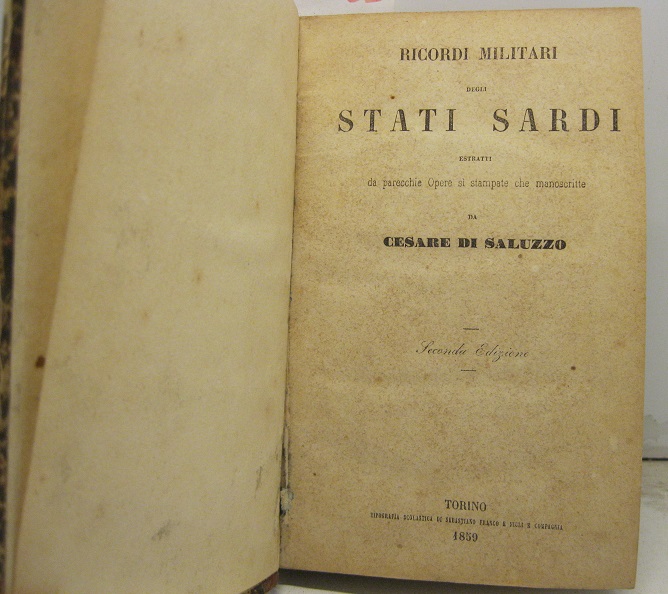 RICORDI MILITARI
DEGLI
STATI SARDI
ESTRATTI
da parecchie Opere si stampate che manoscritte
DA
CESARE DI SALUZZO
Seconda Edizione
TORINO
TIPOGRAFIA SCOLASTICA DI SEBASTIANO FRANCO E FIGLI E COMPAGNIA
1859